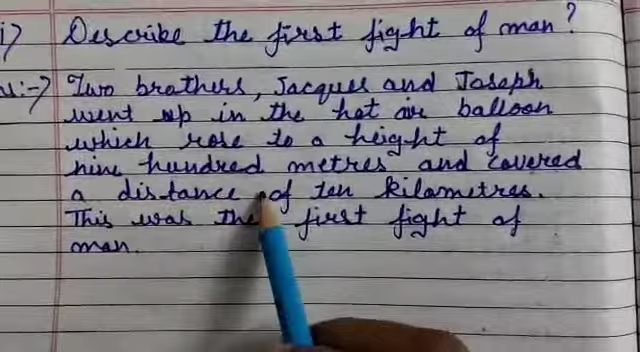 i) Describe the first fight of man?
Two brothers, Jacques and Joseph
went up in the hot air balloon
which rose to a height of
nine hundred metres and covered
a distance of ten kilometres.
This was the first fight of
man.